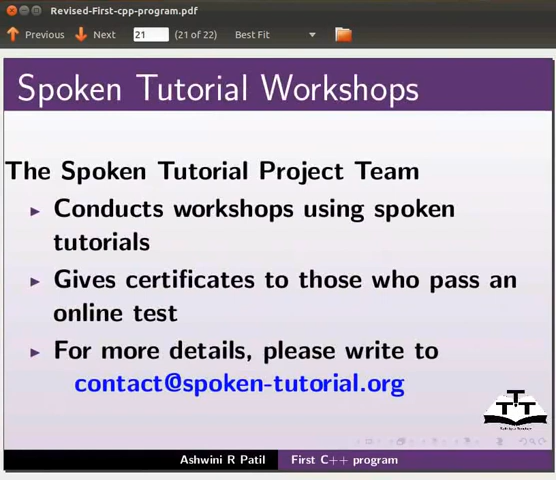 Revised-First-cpp-program.pdf
Previous Next 21 (21 of 22) Best Fit
Spoken Tutorial Workshops
The Spoken Tutorial Project Team
Conducts workshops using spoken
tutorials
Gives certificates to those who pass an
online test
For more details, please write to
contact@spoken-tutorial.org
Ashwini R Patil First C++ program